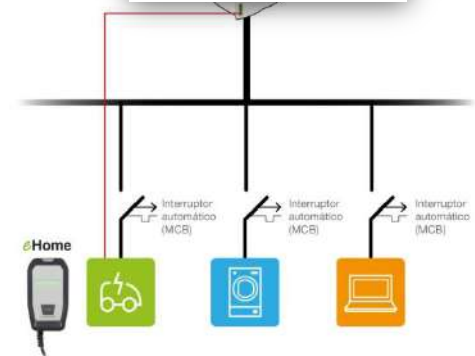 Interruptor
automático
(MCB)
Interruptor
automático
(MCB)
Interruptor
automático
(MCB)
eHome